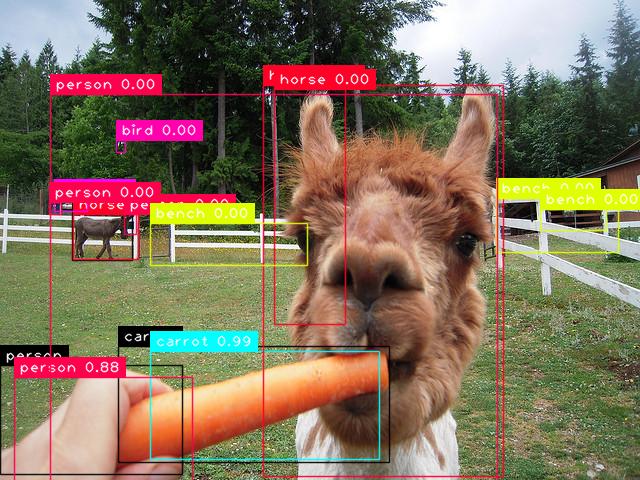 person 0.00
horse 0.00
bird 0.00
person 0.00
horse
bench 0.00
bench 0.00
bench 0.00
carrot 0.99
person
person 0.88